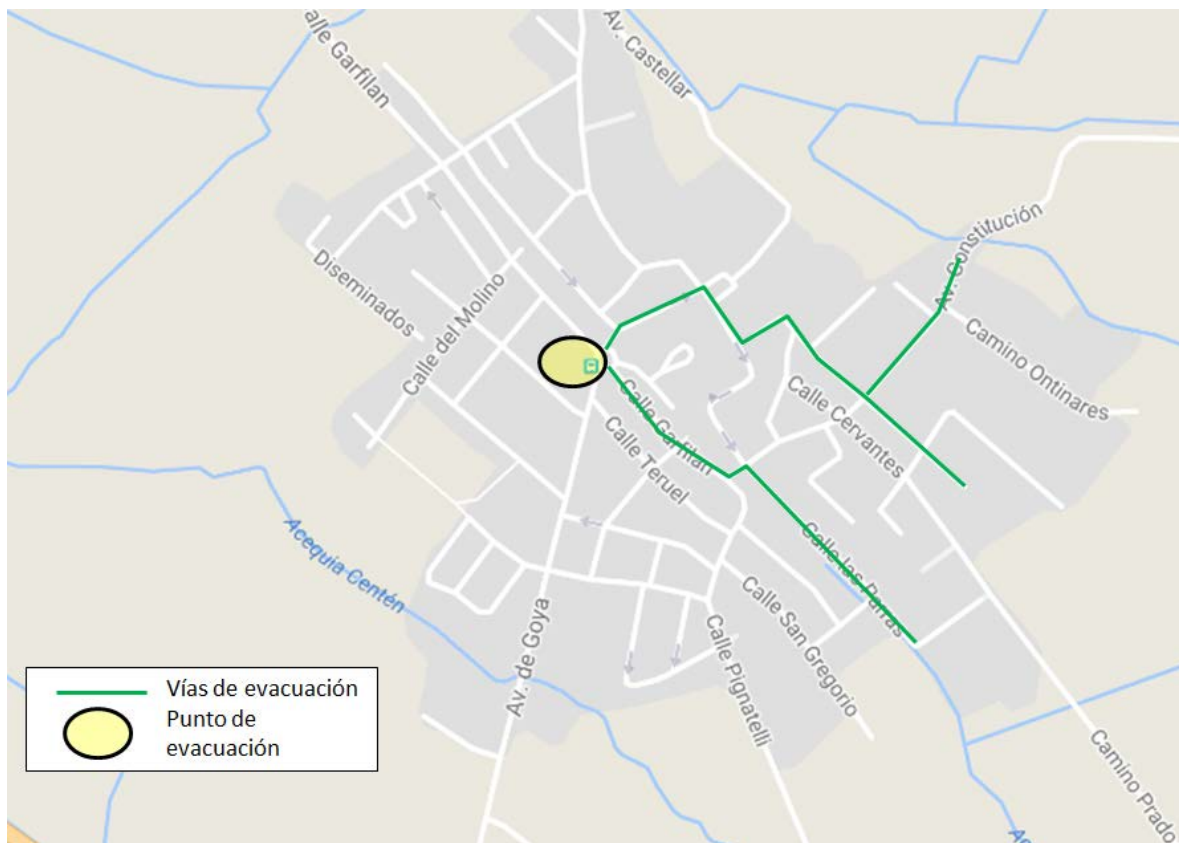 alle Garfilan
Av. Castellar
Av. Constitución
Diseminados
Calle del Molino
Camino Ontinares
Calle Garfilan
Calle Cervantes
Calle Teruel
Acequia Centén
Calle las Parras
Av. de Goya
Calle San Gregorio
Calle Pignatelli
Camino Prado
Vías de evacuación
Punto de
evacuación